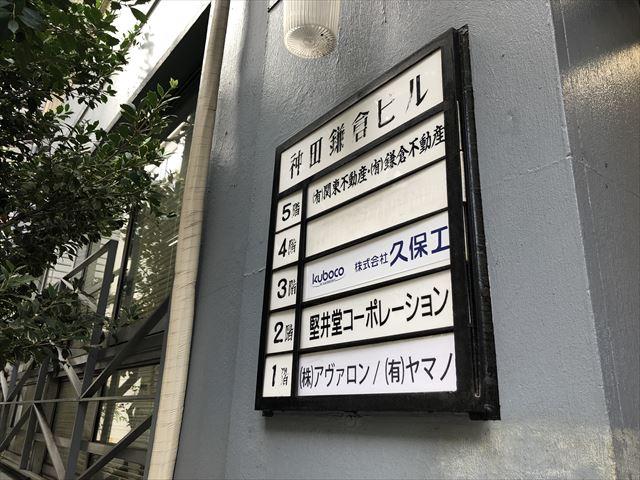 神田鎌倉ビル
5階 (有)関東不動産・(有)鎌倉不動産
4階
3階 kuboco 株式会社 久保工
2階 堅井堂コーポレーション
1階 (株)アヴァロン / (有)ヤマノ